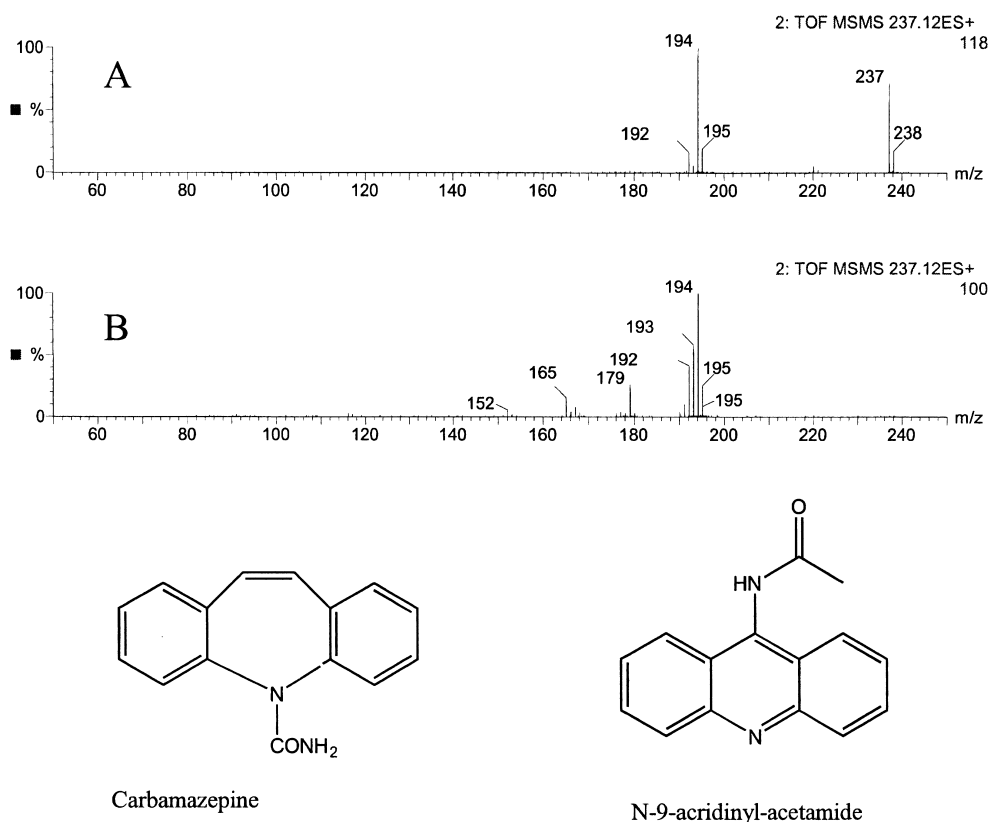 2: TOF MSMS 237.12ES+
118
100
A
194
237
192
195
238
%
0
60 80 100 120 140 160 180 200 220 240 m/z
2: TOF MSMS 237.12ES+
100
100
B
194
193
192
165
179
195
152
195
%
0
60 80 100 120 140 160 180 200 220 240 m/z
O
HN
N
CONH2
N
Carbamazepine
N-9-acridinyl-acetamide